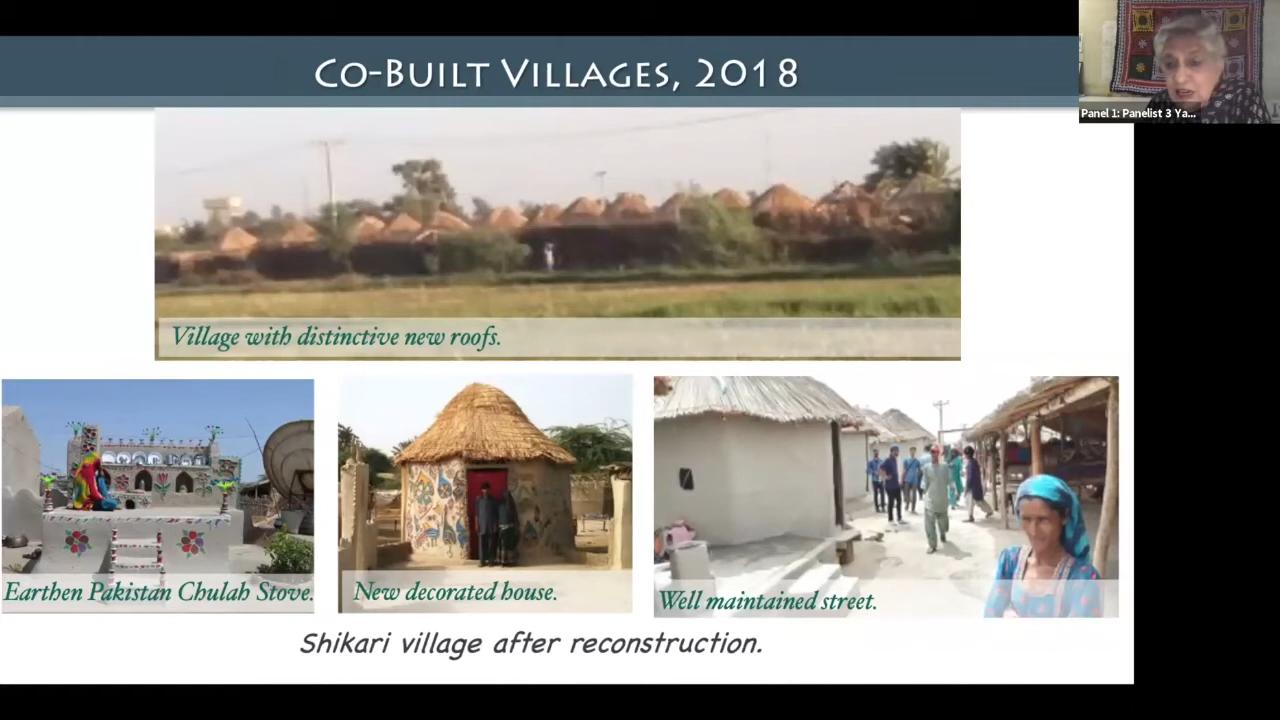 Co-Built Villages, 2018
Panel 1: Panelist 3 Ya...
Village with distinctive new roofs.
Earthen Pakistan Chulah Stove.
New decorated house.
Well maintained street.
Shikari village after reconstruction.